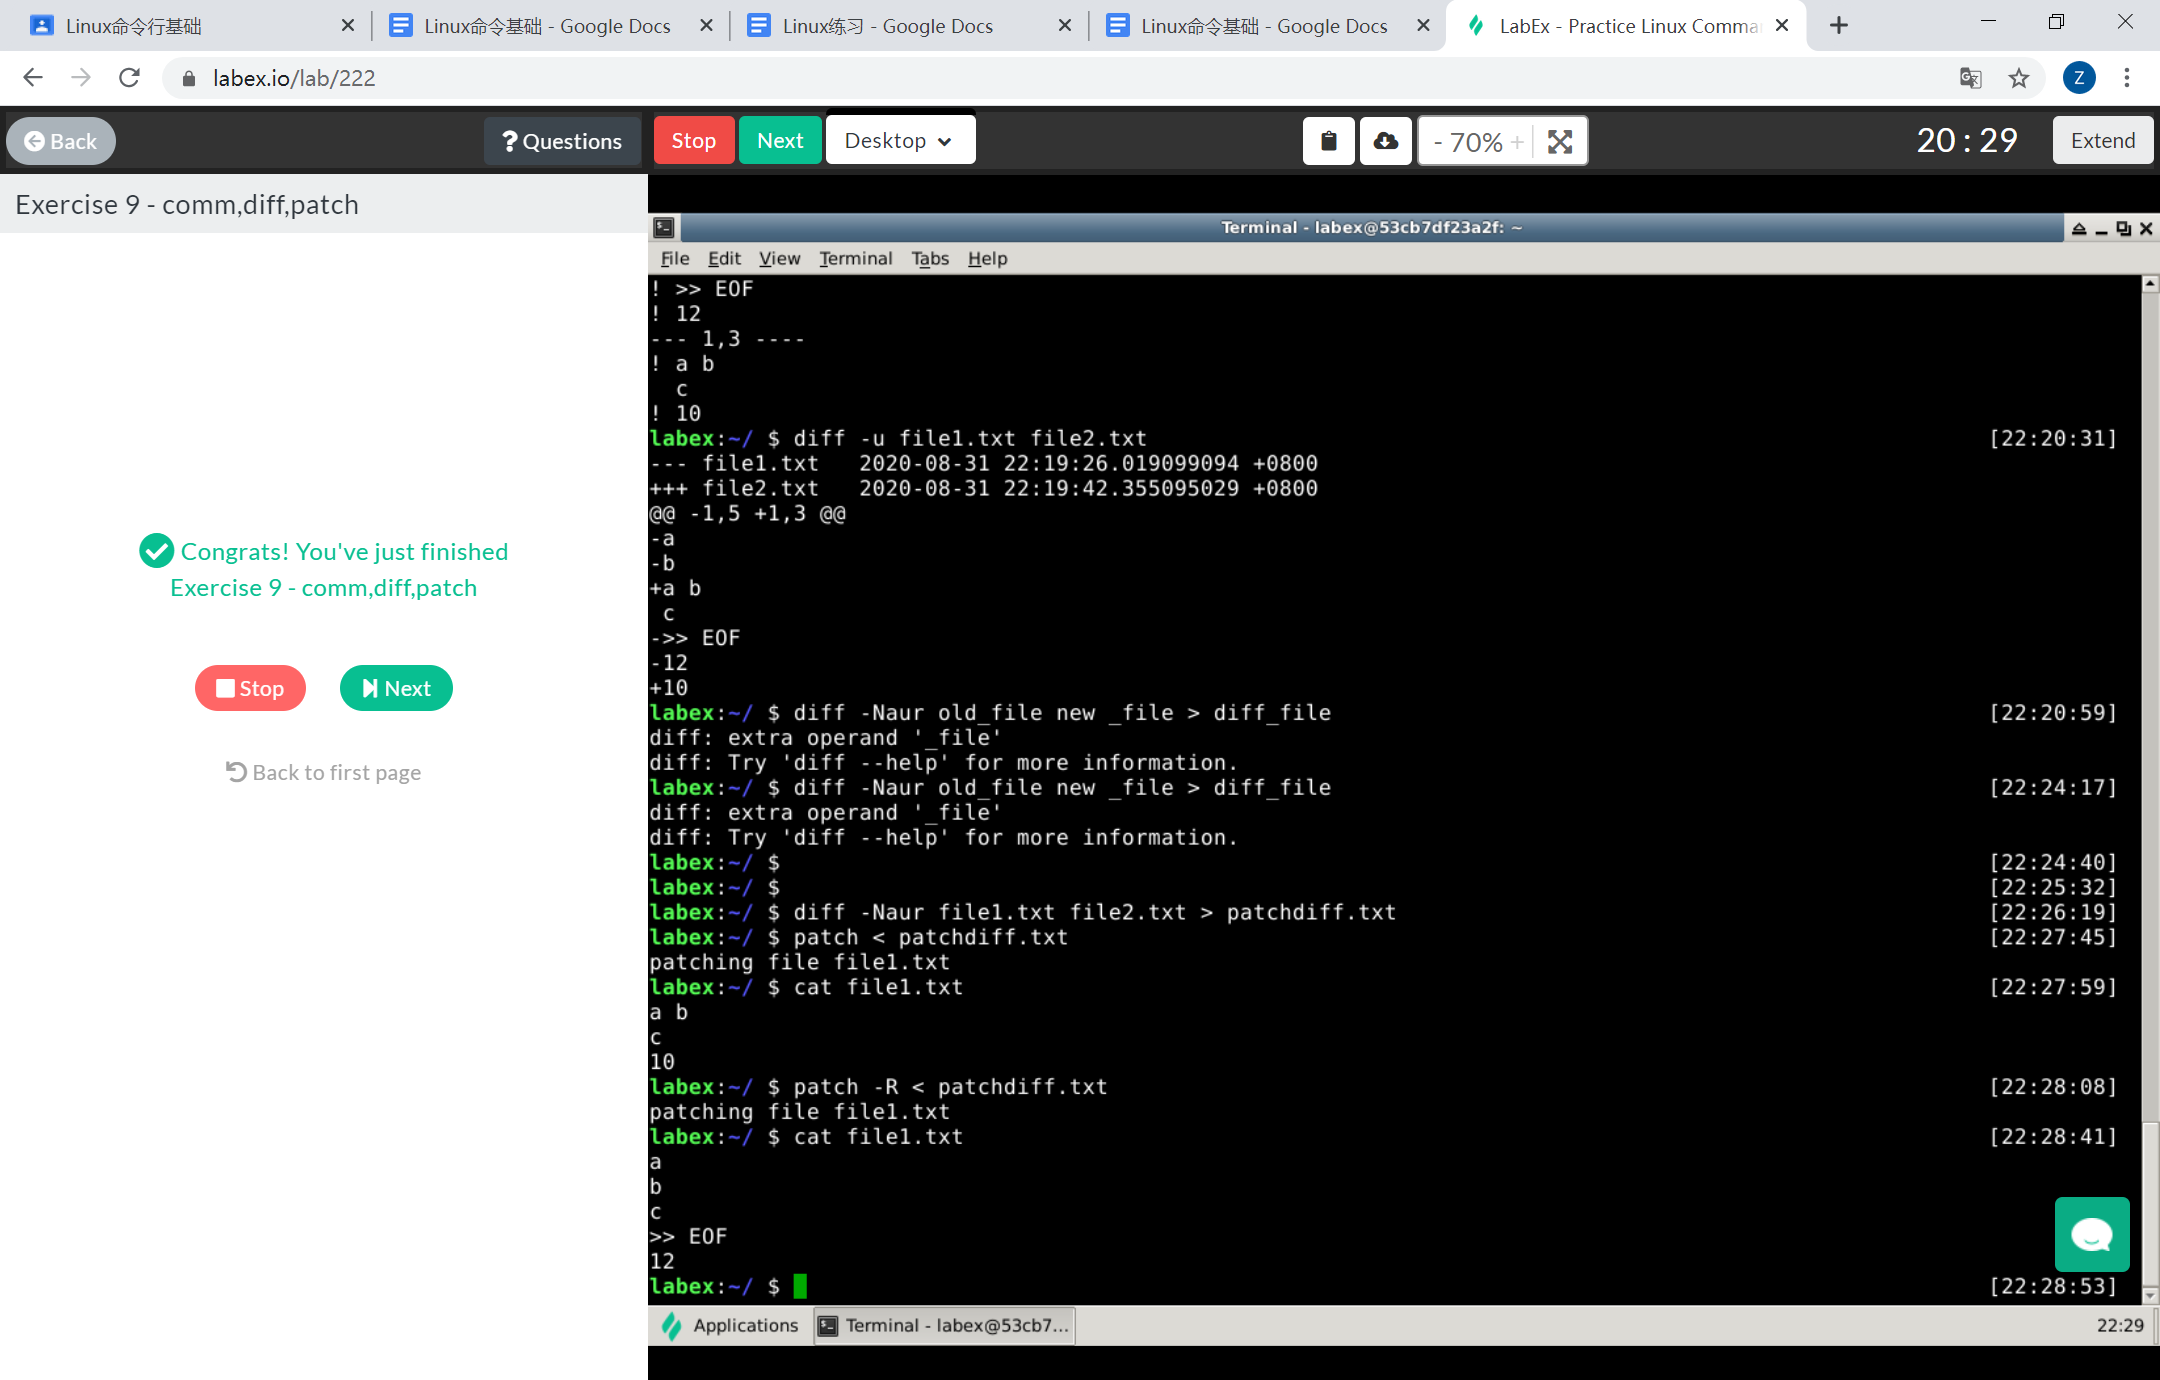 Linux命令行基础
Linux命令基础 - Google Docs
Linux练习 - Google Docs
Linux命令基础 - Google Docs
LabEx - Practice Linux Comma
labex.io/lab/222
Z
Back
? Questions
Stop
Next
Desktop
- 70% +
20 : 29
Extend
Exercise 9 - comm,diff,patch
Congrats! You've just finished
Exercise 9 - comm,diff,patch
Stop
Next
Back to first page
Terminal - labex@53cb7df23a2f: ~
File Edit View Terminal Tabs Help
! >> EOF
! 12
--- 1,3 ----
! a b
  c
! 10
labex:~/ $ diff -u file1.txt file2.txt [22:20:31]
--- file1.txt   2020-08-31 22:19:26.019099094 +0800
+++ file2.txt   2020-08-31 22:19:42.355095029 +0800
@@ -1,5 +1,3 @@
-a
-b
+a b
 c
->> EOF
-12
+10
labex:~/ $ diff -Naur old_file new _file > diff_file [22:20:59]
diff: extra operand '_file'
diff: Try 'diff --help' for more information.
labex:~/ $ diff -Naur old_file new _file > diff_file [22:24:17]
diff: extra operand '_file'
diff: Try 'diff --help' for more information.
labex:~/ $ [22:24:40]
labex:~/ $ [22:25:32]
labex:~/ $ diff -Naur file1.txt file2.txt > patchdiff.txt [22:26:19]
labex:~/ $ patch < patchdiff.txt [22:27:45]
patching file file1.txt
labex:~/ $ cat file1.txt [22:27:59]
a b
c
10
labex:~/ $ patch -R < patchdiff.txt [22:28:08]
patching file file1.txt
labex:~/ $ cat file1.txt [22:28:41]
a
b
c
>> EOF
12
labex:~/ $ [22:28:53]
Applications
Terminal - labex@53cb7...
22:29